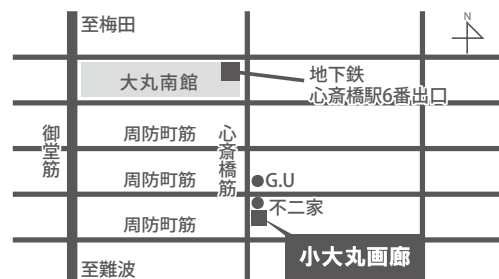 至梅田
N
大丸南館
地下鉄
心斎橋駅6番出口
御堂筋
周防町筋
心斎橋筋
周防町筋
G.U
不二家
周防町筋
小大丸画廊
至難波